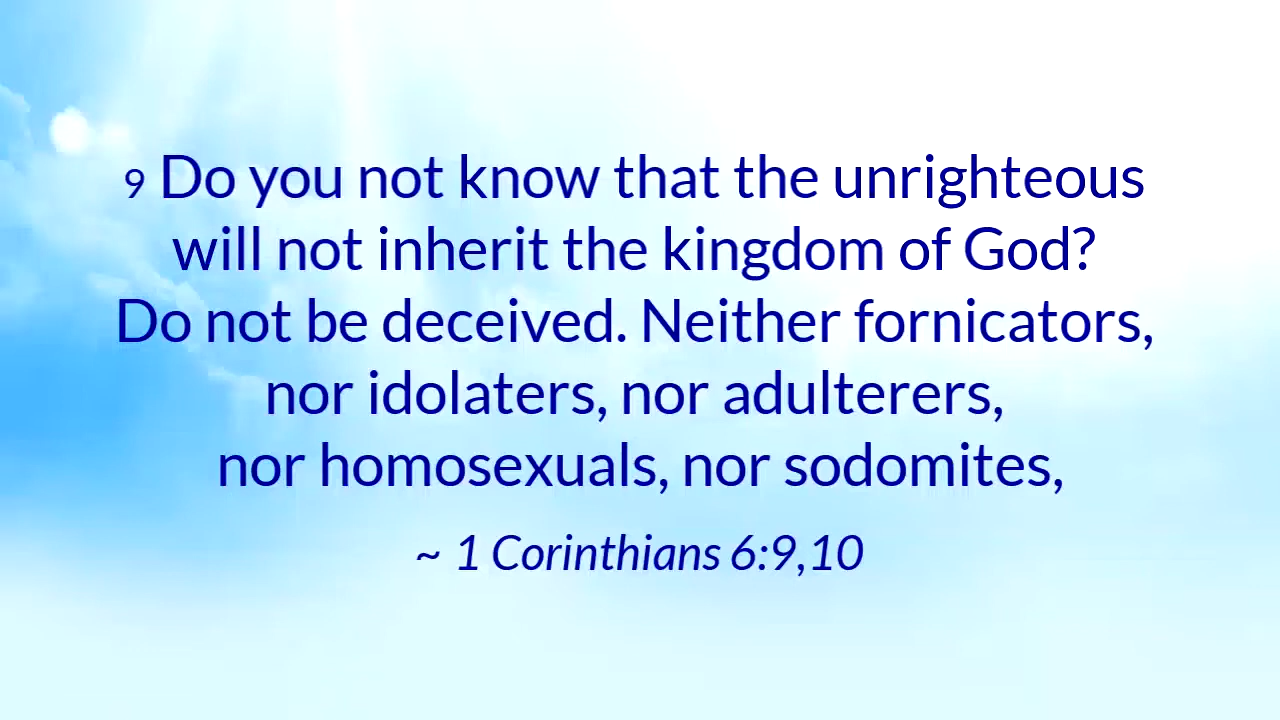 9 Do you not know that the unrighteous
will not inherit the kingdom of God?
Do not be deceived. Neither fornicators,
nor idolaters, nor adulterers,
nor homosexuals, nor sodomites,
~ 1 Corinthians 6:9,10